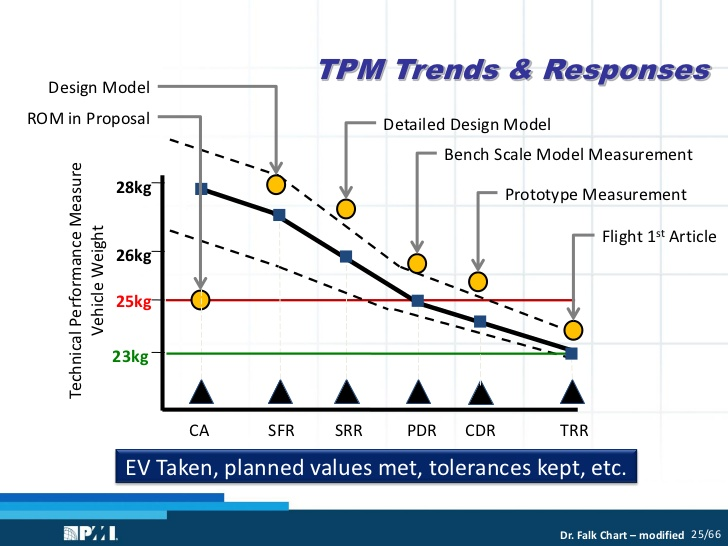 TPM Trends & Responses
Design Model
ROM in Proposal
Detailed Design Model
Bench Scale Model Measurement
Prototype Measurement
Flight 1st Article
Technical Performance Measure
Vehicle Weight
28kg
26kg
25kg
23kg
CA SFR SRR PDR CDR TRR
EV Taken, planned values met, tolerances kept, etc.
PMI
Dr. Falk Chart – modified 25/66